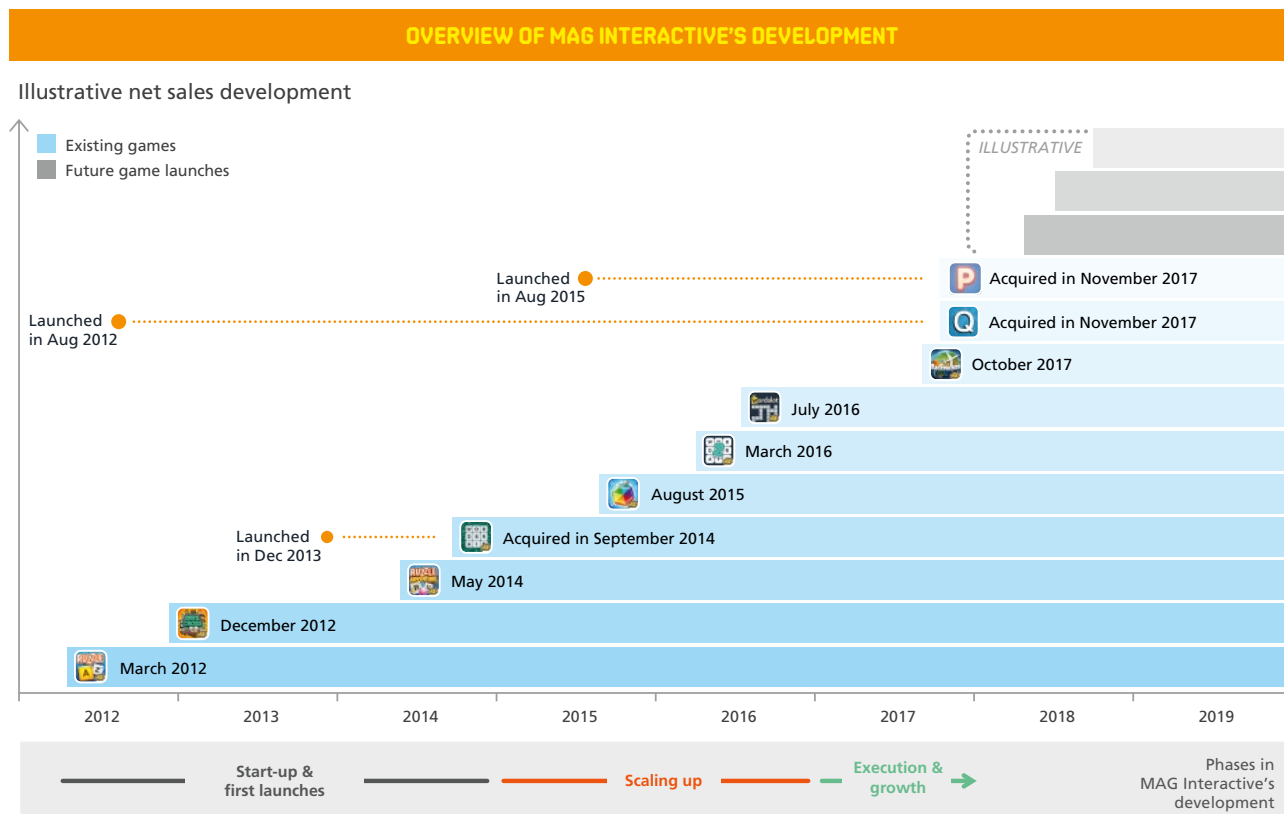 OVERVIEW OF MAG INTERACTIVE'S DEVELOPMENT
Illustrative net sales development
Existing games
Future game launches
ILLUSTRATIVE
Launched
in Aug 2015
P
Acquired in November 2017
Launched
in Aug 2012
Q
Acquired in November 2017
October 2017
July 2016
March 2016
August 2015
Launched
in Dec 2013
Acquired in September 2014
RUZZLE
May 2014
December 2012
RUZZLE
A
Z
March 2012
2012 2013 2014 2015 2016 2017 2018 2019
Start-up &
first launches
Scaling up
Execution &
growth
Phases in
MAG Interactive's
development